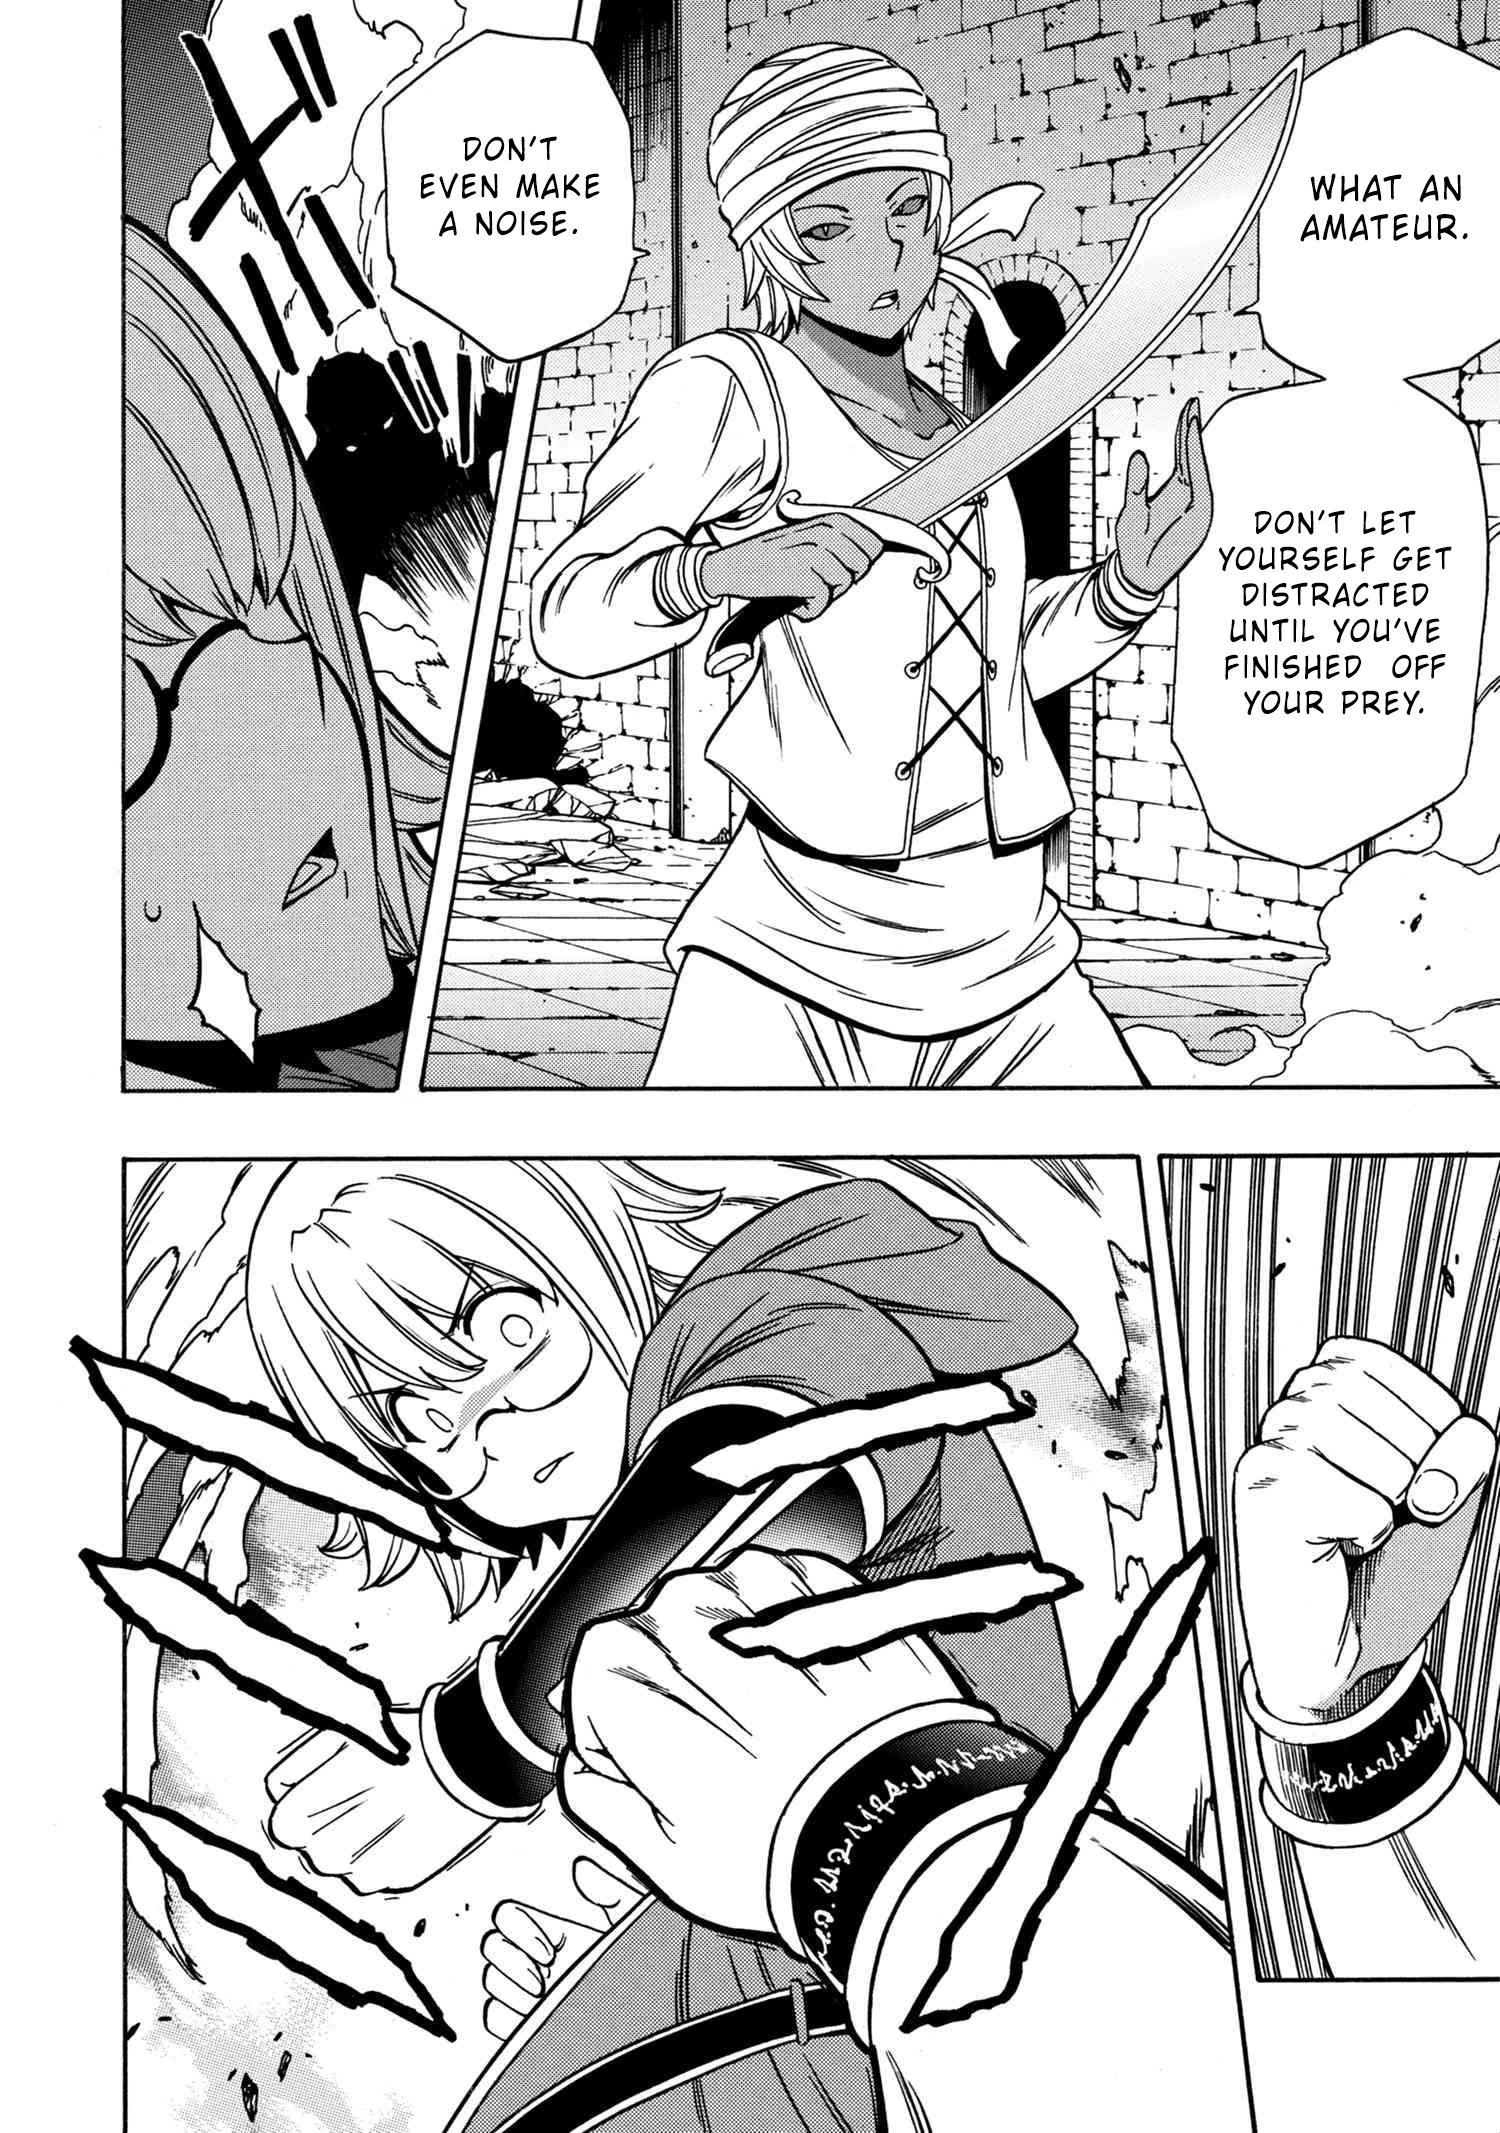 WHAT AN
AMATEUR.
DON'T LET
YOURSELF GET
DISTRACTED
UNTIL YOU'VE
FINISHED OFF
YOUR PREY.
DON'T
EVEN MAKE
A NOISE.